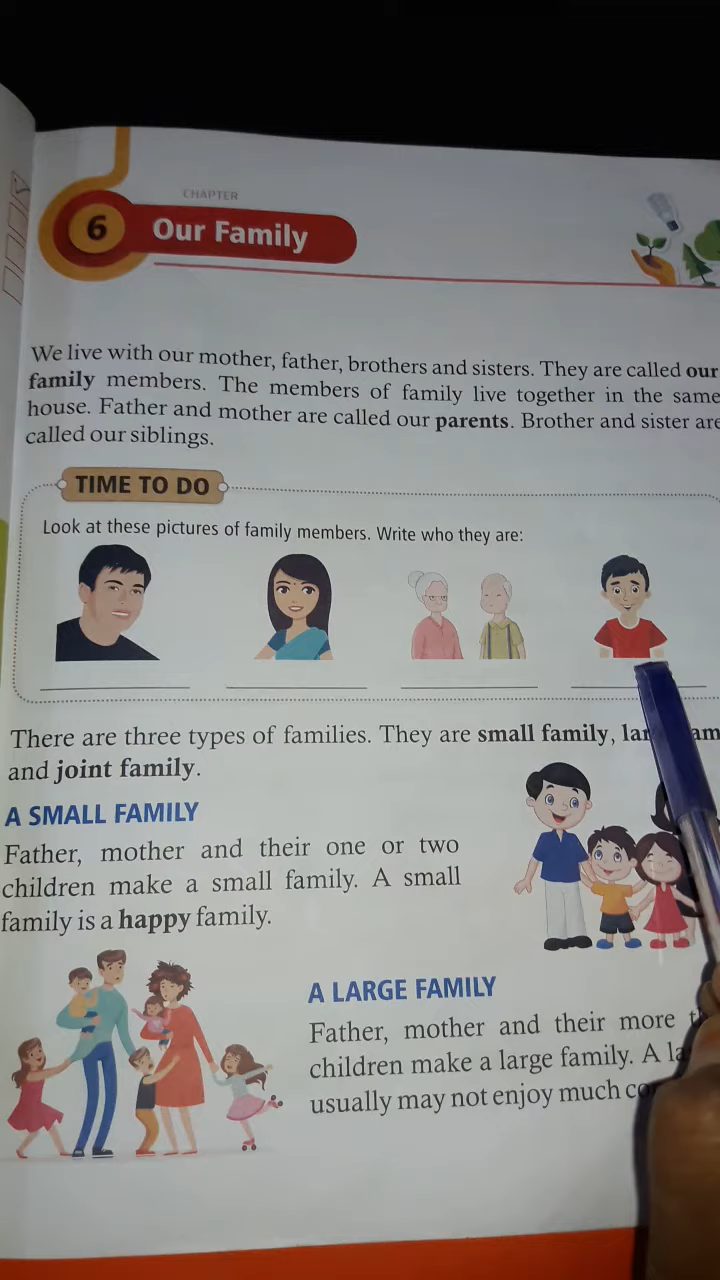 CHAPTER
6 Our Family
We live with our mother, father, brothers and sisters. They are called our
family members. The members of family live together in the same
house. Father and mother are called our parents. Brother and sister are
called our siblings.
TIME TO DO
Look at these pictures of family members. Write who they are:
There are three types of families. They are small family,
and joint family.
A SMALL FAMILY
Father, mother and their one or two
children make a small family. A small
family is a happy family.
A LARGE FAMILY
Father, mother and their more
children make a large family. A
usually may not enjoy much